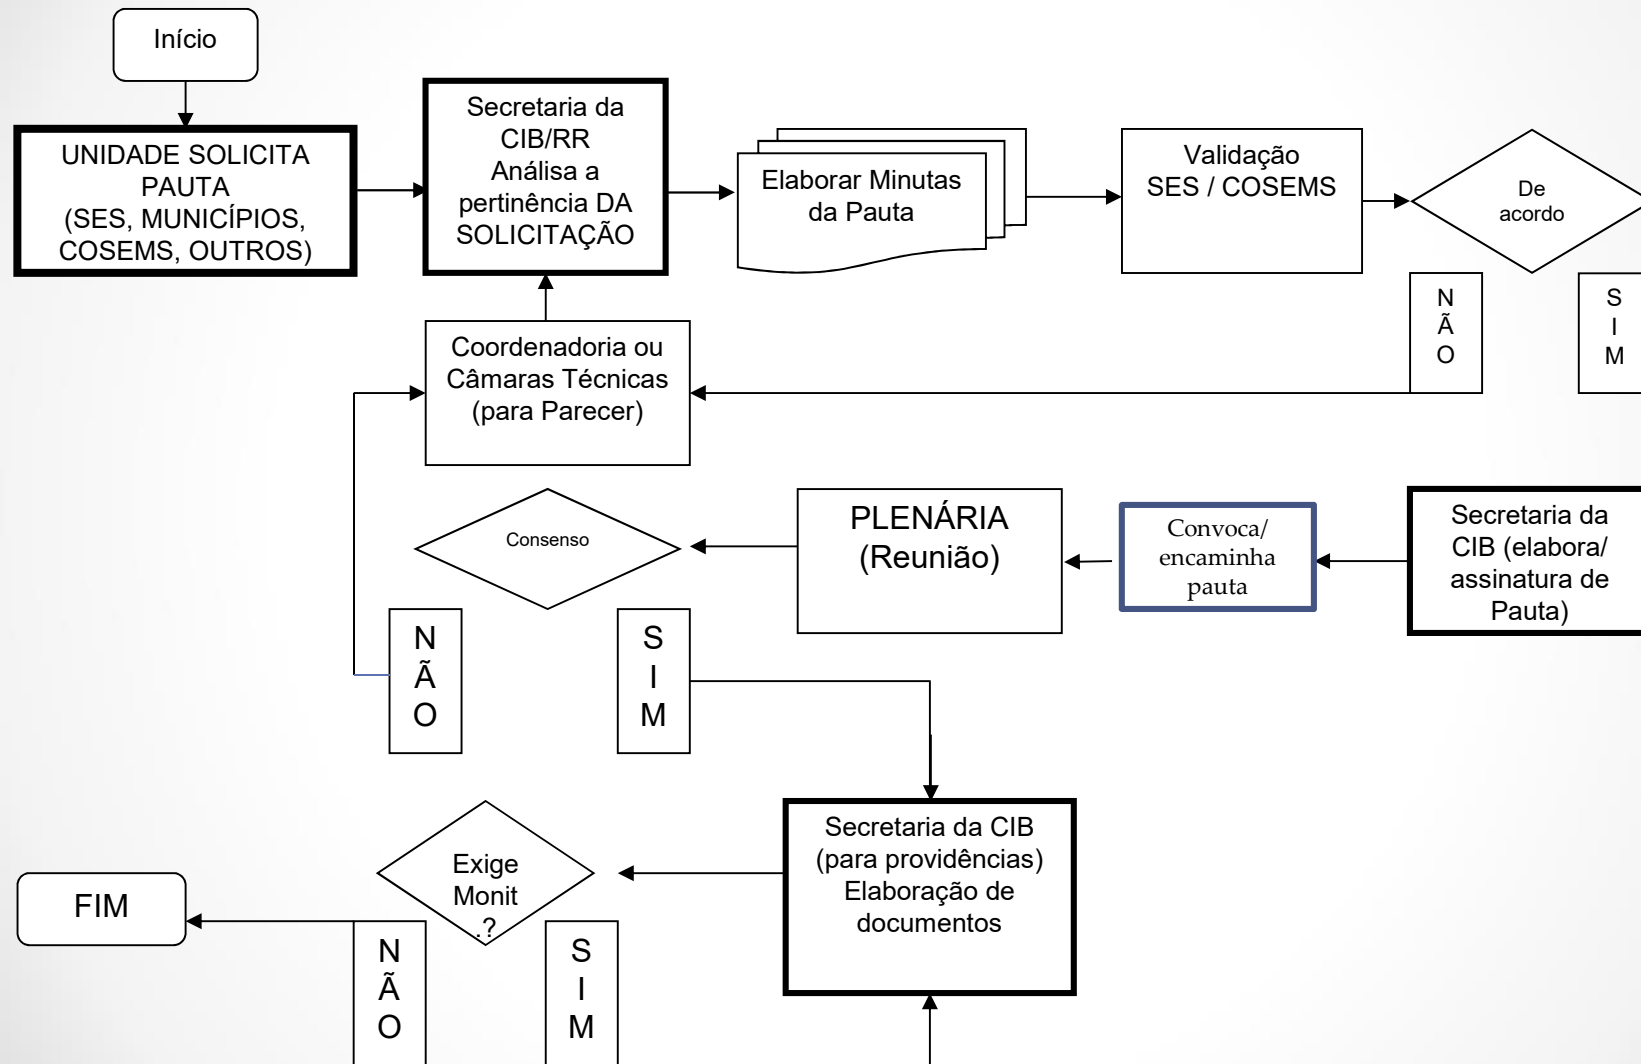 Início
UNIDADE SOLICITA
PAUTA
(SES, MUNICÍPIOS,
COSEMS, OUTROS)
Secretaria da
CIB/RR
Análisa a
pertinência DA
SOLICITAÇÃO
Elaborar Minutas
da Pauta
Validação
SES / COSEMS
De
acordo
N
Ã
O
S
I
M
Coordenadoria ou
Câmaras Técnicas
(para Parecer)
Consenso
PLENÁRIA
(Reunião)
Convoca/
encaminha
pauta
Secretaria da
CIB (elabora/
assinatura de
Pauta)
N
Ã
O
S
I
M
Secretaria da CIB
(para providências)
Elaboração de
documentos
Exige
Monit
.?
FIM
N
Ã
O
S
I
M